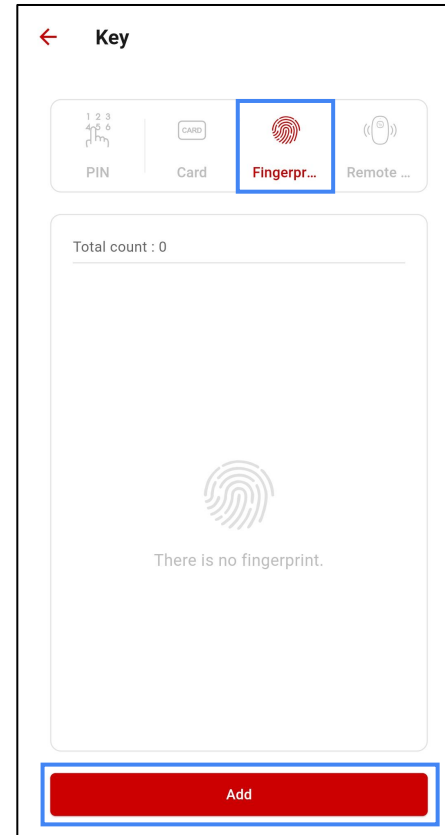 Key
1 2 3
4 5 6
CARD
PIN
Card
Fingerpr...
Remote ...
Total count : 0
There is no fingerprint.
Add